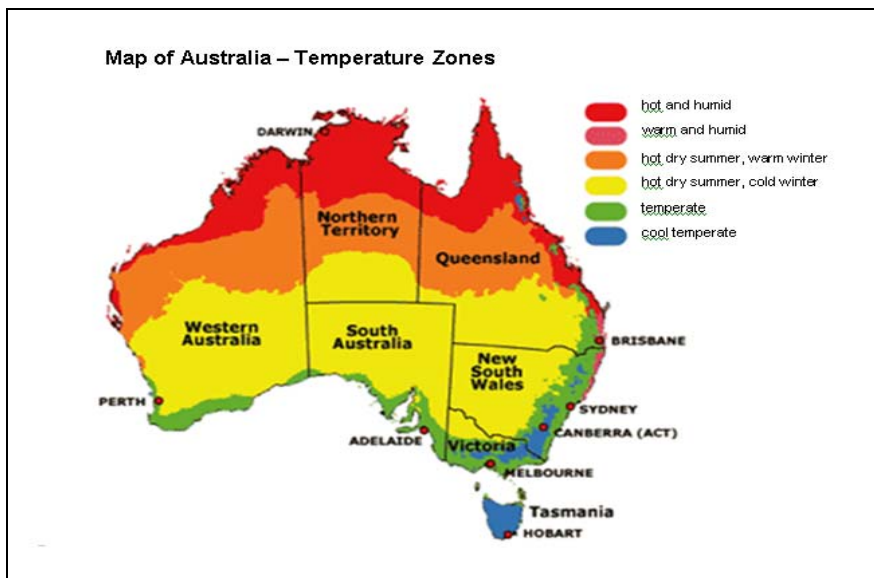 Map of Australia – Temperature Zones
hot and humid
warm and humid
hot dry summer, warm winter
hot dry summer, cold winter
temperate
cool temperate
DARWIN
Northern
Territory
Queensland
Western
Australia
South
Australia
BRISBANE
New
South
Wales
PERTH
SYDNEY
ADELAIDE
CANBERRA (ACT)
Victoria
MELBOURNE
Tasmania
HOBART